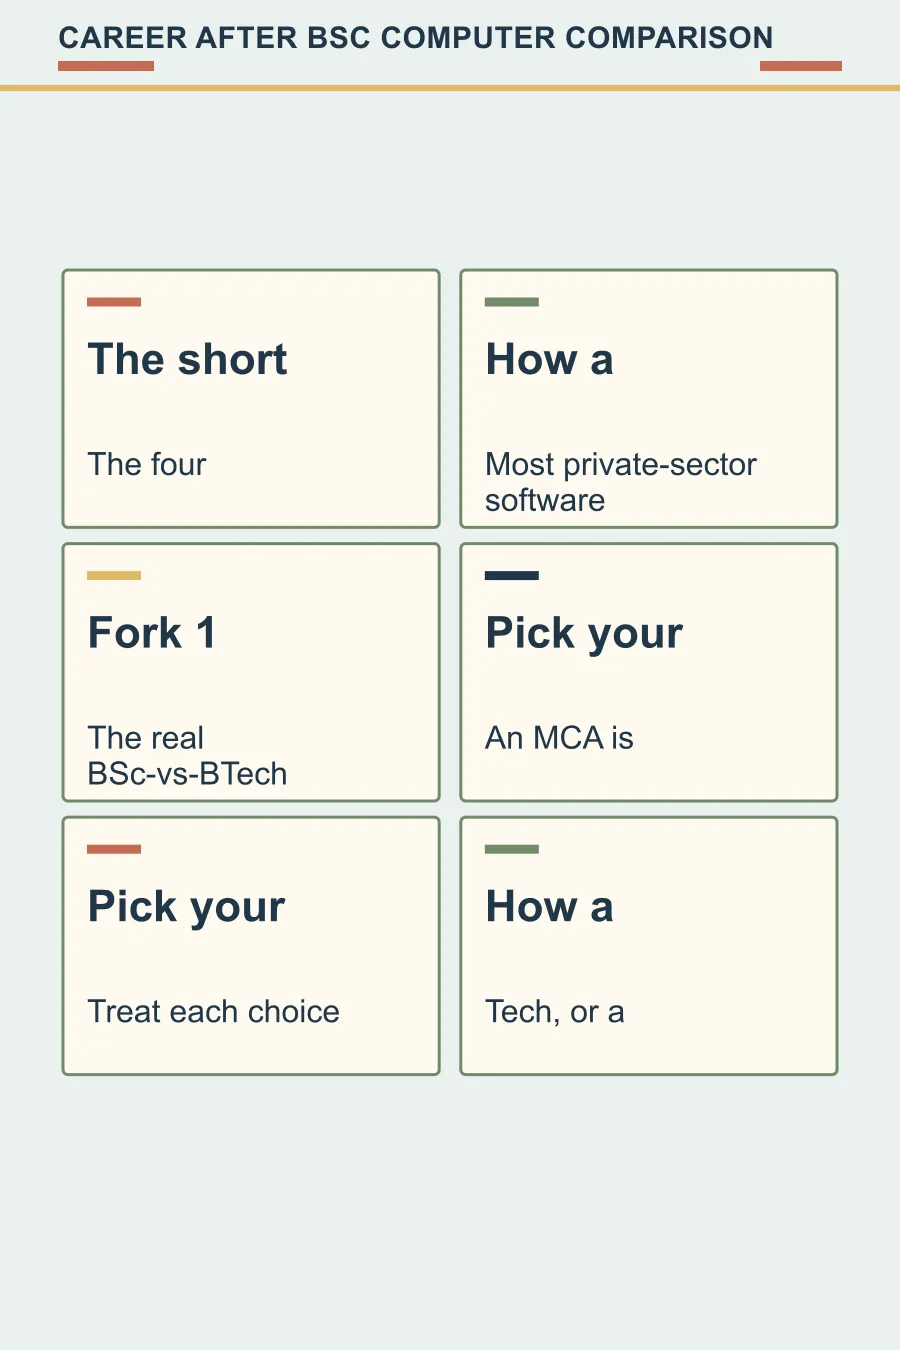 CAREER AFTER BSC COMPUTER COMPARISON
The short
The four
How a
Most private-sector
software
Fork 1
The real
BSc-vs-BTech
Pick your
An MCA is
Pick your
Treat each choice
How a
Tech, or a